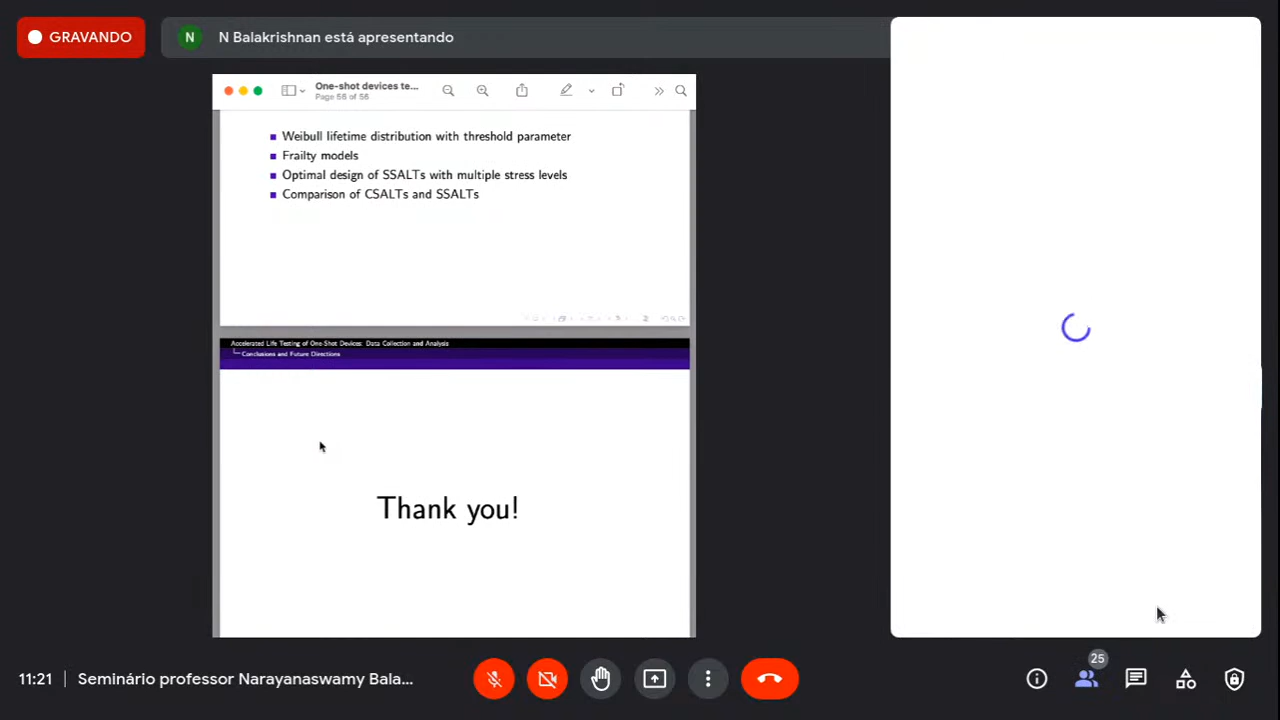 GRAVANDO
N
N Balakrishnan está apresentando
One-shot devices te...
Page 56 of 56
Weibull lifetime distribution with threshold parameter
Frailty models
Optimal design of SSALTs with multiple stress levels
Comparison of CSALTs and SSALTs
Accelerated Life Testing of One-Shot Devices: Data Collection and Analysis
Conclusions and Future Directions
Thank you!
25
11:21
Seminário professor Narayanaswamy Bala...